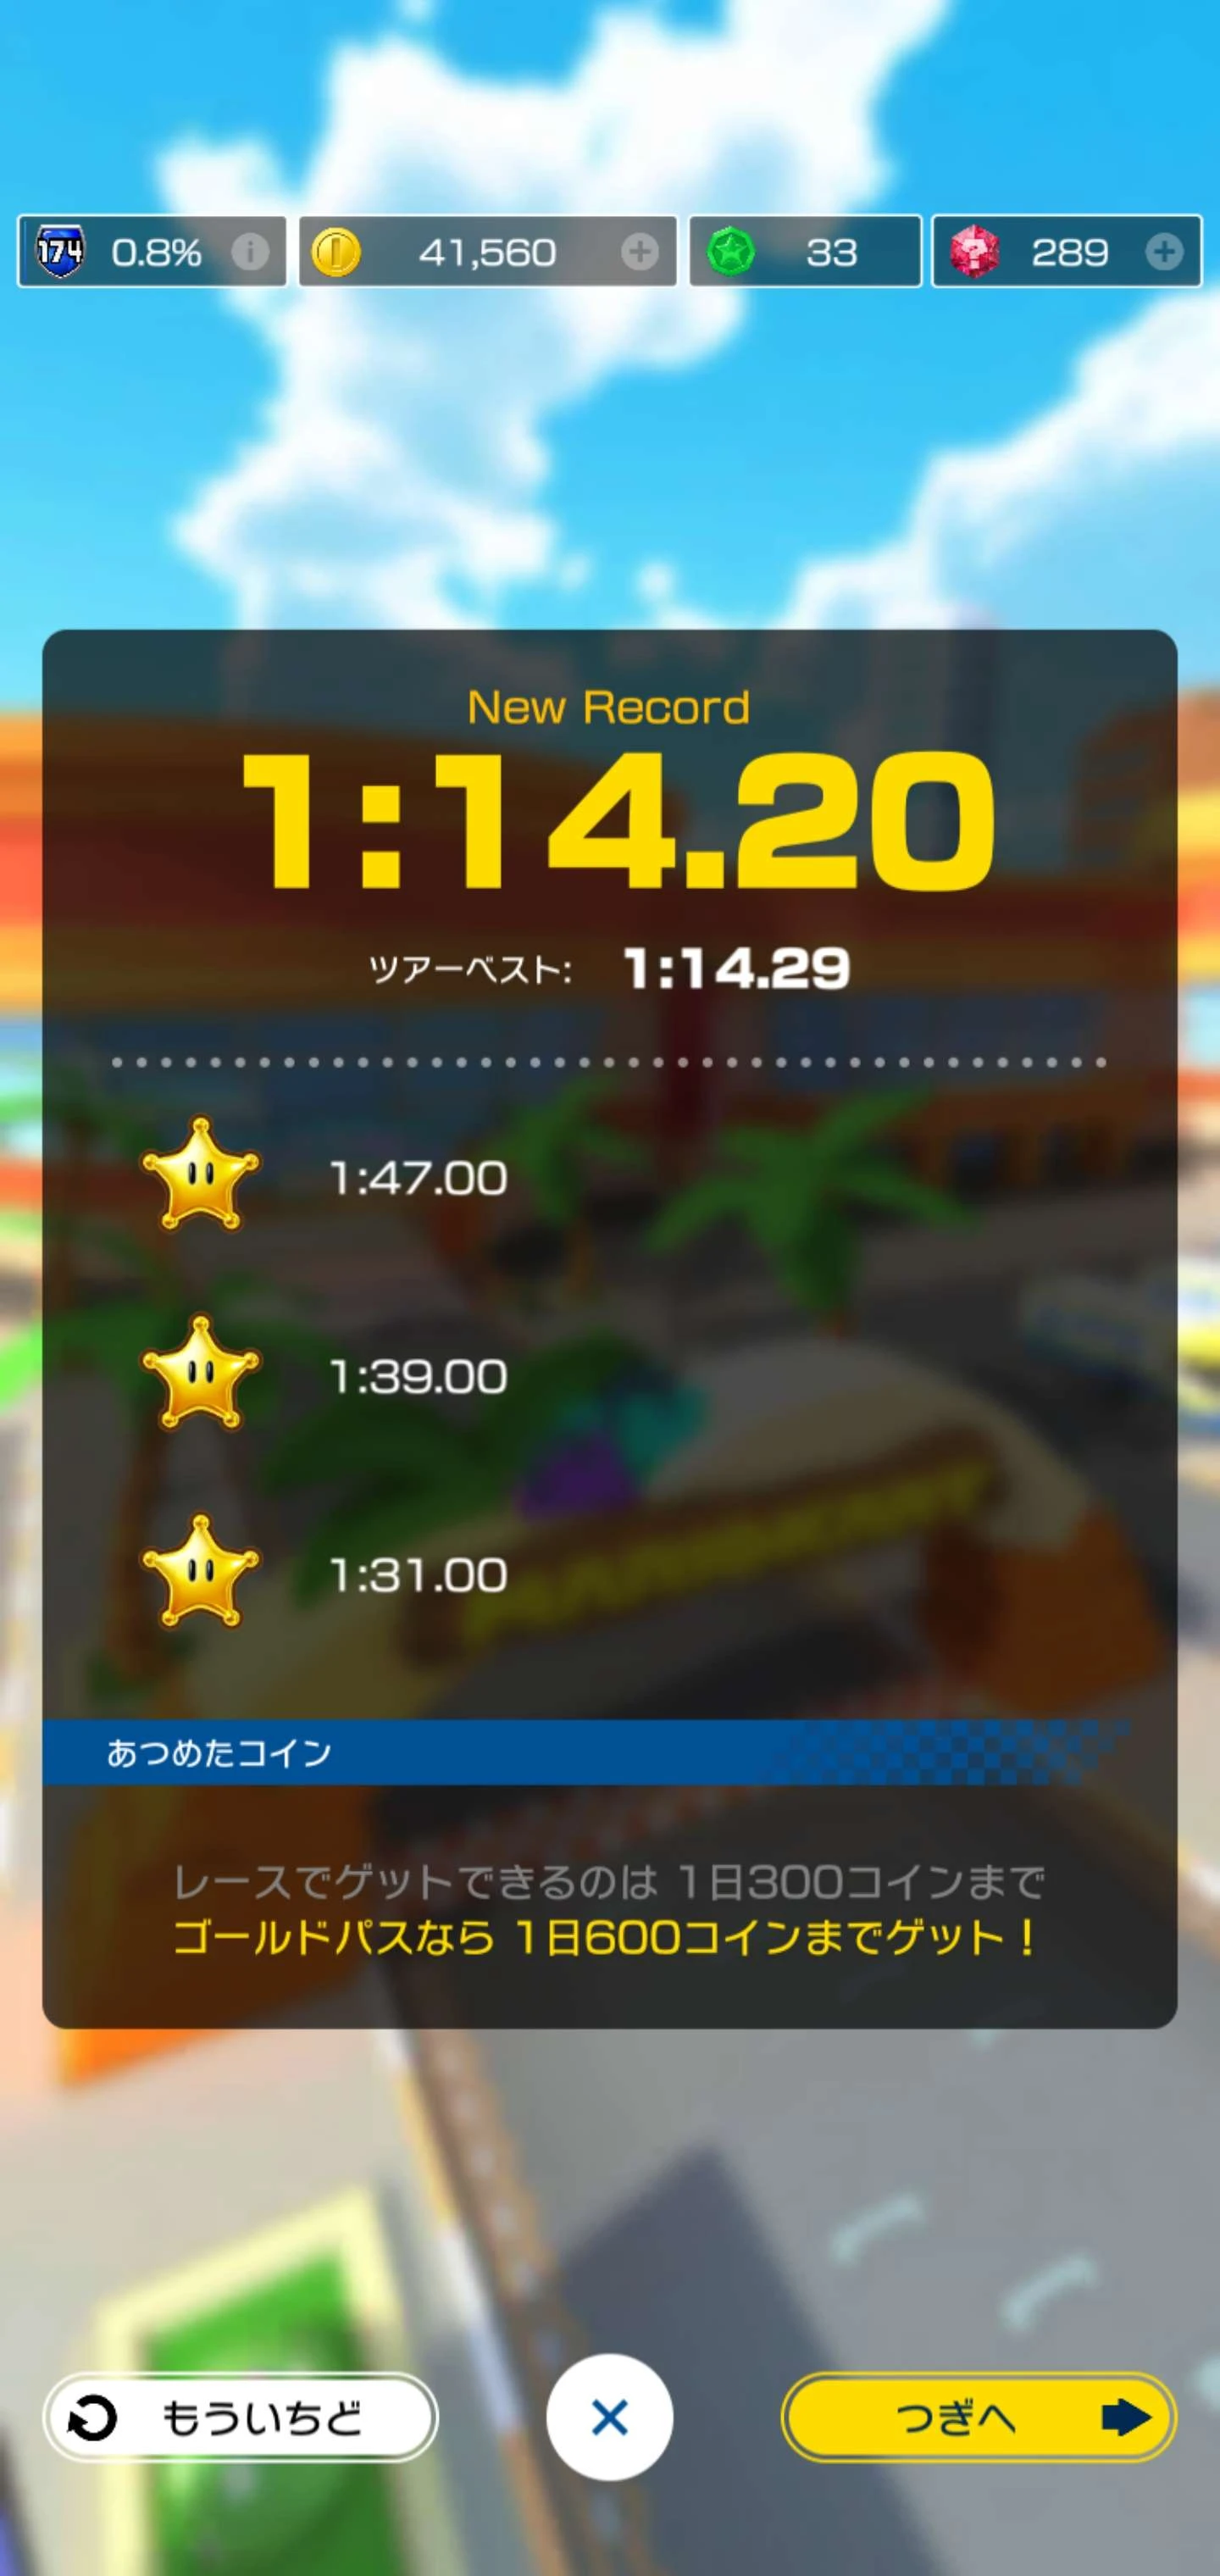 174 0.8% 41,560 33 289
New Record
1:14.20
ツアーベスト: 1:14.29
1:47.00
1:39.00
1:31.00
あつめたコイン
レースでゲットできるのは 1日300コインまで
ゴールドパスなら 1日600コインまでゲット！
もういちど
つぎへ